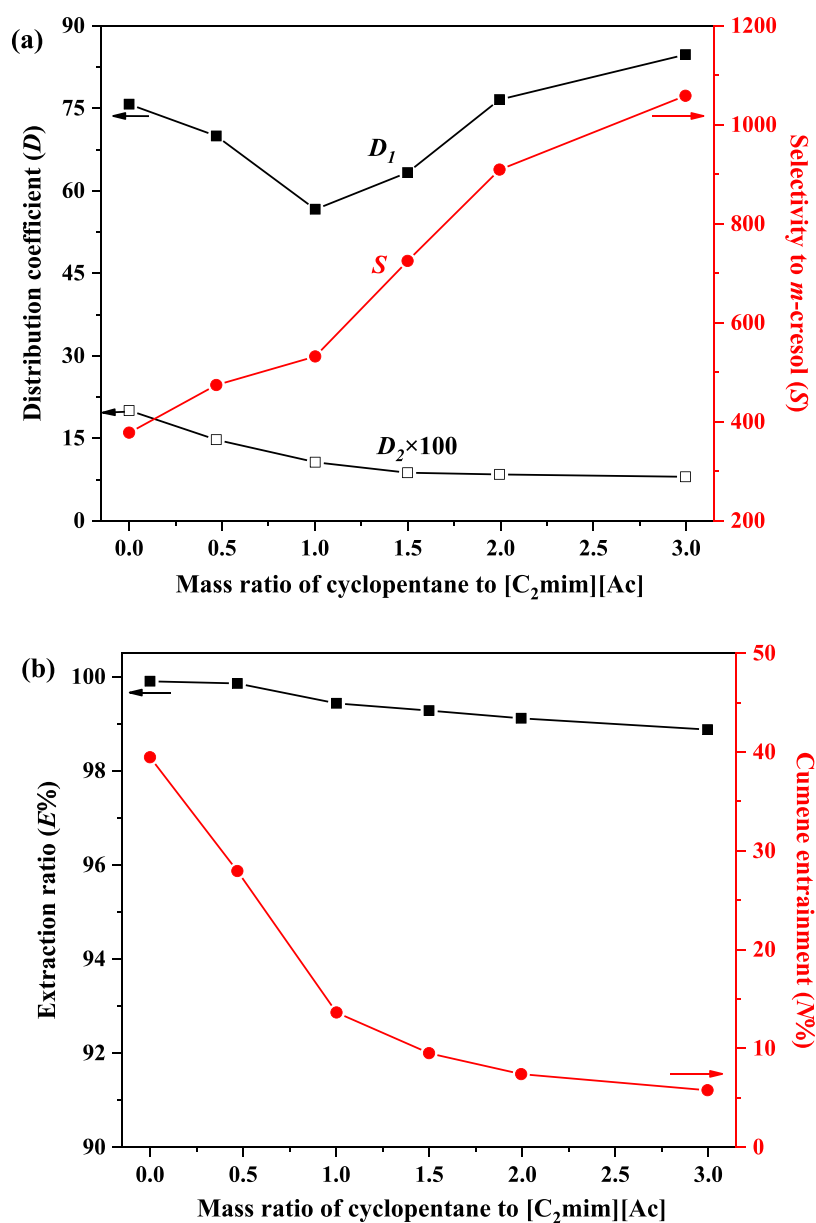 (a)
90
75
60
45
30
15
0
Distribution coefficient (D)
1200
1000
800
600
400
200
Selectivity to m-cresol (S)
D₁
S
D₂×100
0.0 0.5 1.0 1.5 2.0 2.5 3.0
Mass ratio of cyclopentane to [C₂mim][Ac]
(b)
100
98
96
94
92
90
Extraction ratio (E%)
50
40
30
20
10
0
Cumene entrainment (N%)
0.0 0.5 1.0 1.5 2.0 2.5 3.0
Mass ratio of cyclopentane to [C₂mim][Ac]